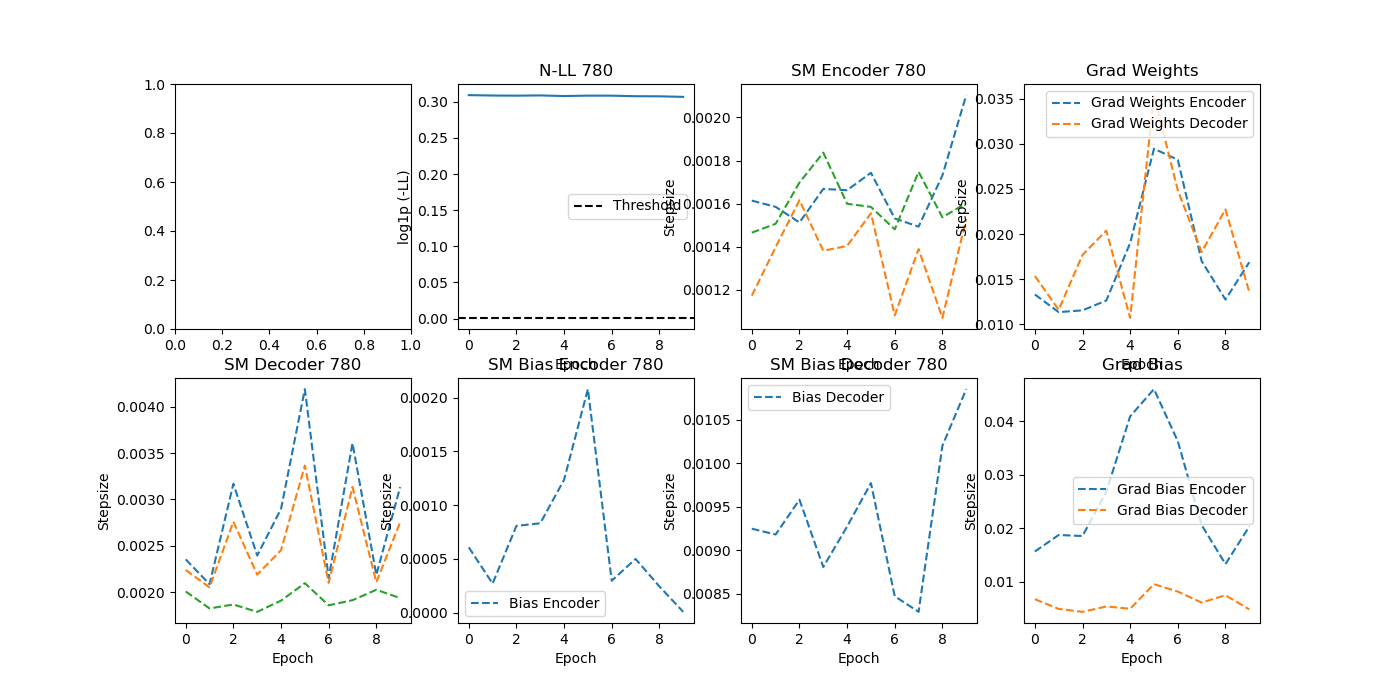 N-LL 780
SM Encoder 780
Grad Weights
1.0
0.8
0.6
0.4
0.2
0.0
0.0 0.2 0.4 0.6 0.8 1.0
log1p (-LL)
0.30
0.25
0.20
0.15
0.10
0.05
0.00
Threshold
0 2 4 6 8
Epoch
Stepsize
0.0020
0.0018
0.0016
0.0014
0.0012
0 2 4 6 8
Epoch
Stepsize
0.035
0.030
0.025
0.020
0.015
0.010
Grad Weights Encoder
Grad Weights Decoder
0 2 4 6 8
Epoch
SM Decoder 780
SM Bias Encoder 780
SM Bias Decoder 780
Grad Bias
Stepsize
0.0040
0.0035
0.0030
0.0025
0.0020
0 2 4 6 8
Epoch
Stepsize
0.0020
0.0015
0.0010
0.0005
0.0000
Bias Encoder
0 2 4 6 8
Epoch
Stepsize
0.0105
0.0100
0.0095
0.0090
0.0085
Bias Decoder
0 2 4 6 8
Epoch
Stepsize
0.04
0.03
0.02
0.01
Grad Bias Encoder
Grad Bias Decoder
0 2 4 6 8
Epoch